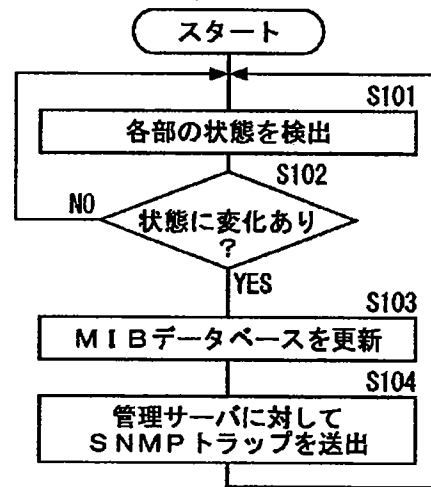 スタート
S101
各部の状態を検出
S102
NO
状態に変化あり
?
YES
S103
MIBデータベースを更新
S104
管理サーバに対して
SNMPトラップを送出